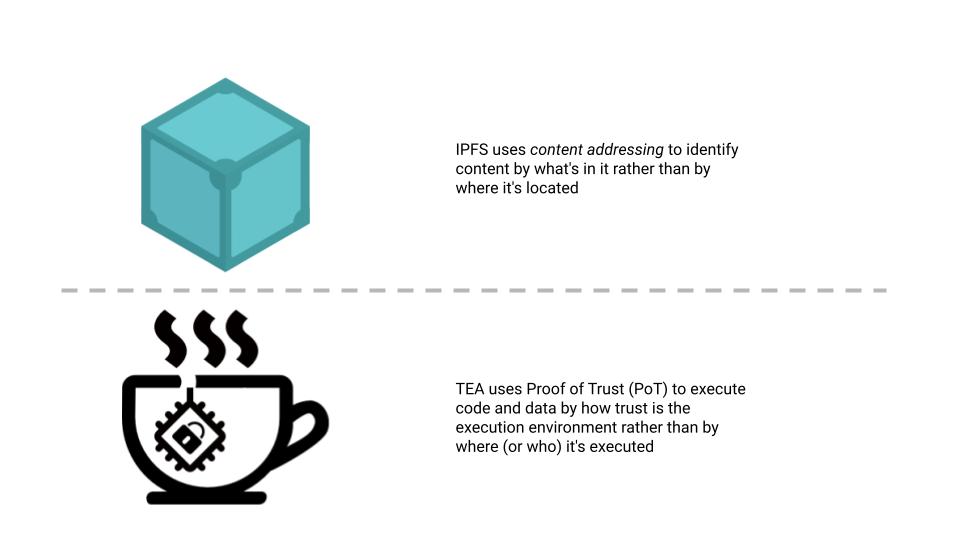 IPFS uses content addressing to identify
content by what's in it rather than by
where it's located
TEA uses Proof of Trust (PoT) to execute
code and data by how trust is the
execution environment rather than by
where (or who) it's executed